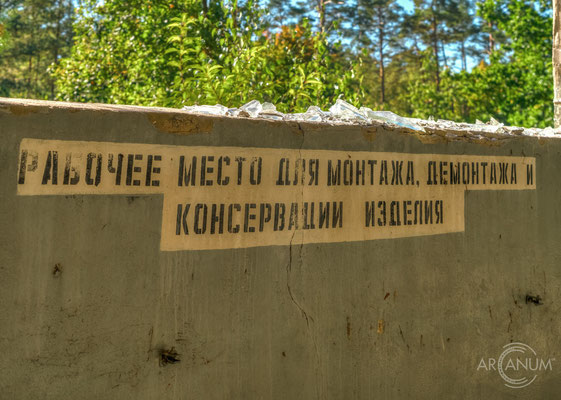 РАБОЧЕЕ МЕСТО ДЛЯ МОНТАЖА, ДЕМОНТАЖА И
КОНСЕРВАЦИИ ИЗДЕЛИЯ
ARCANUM